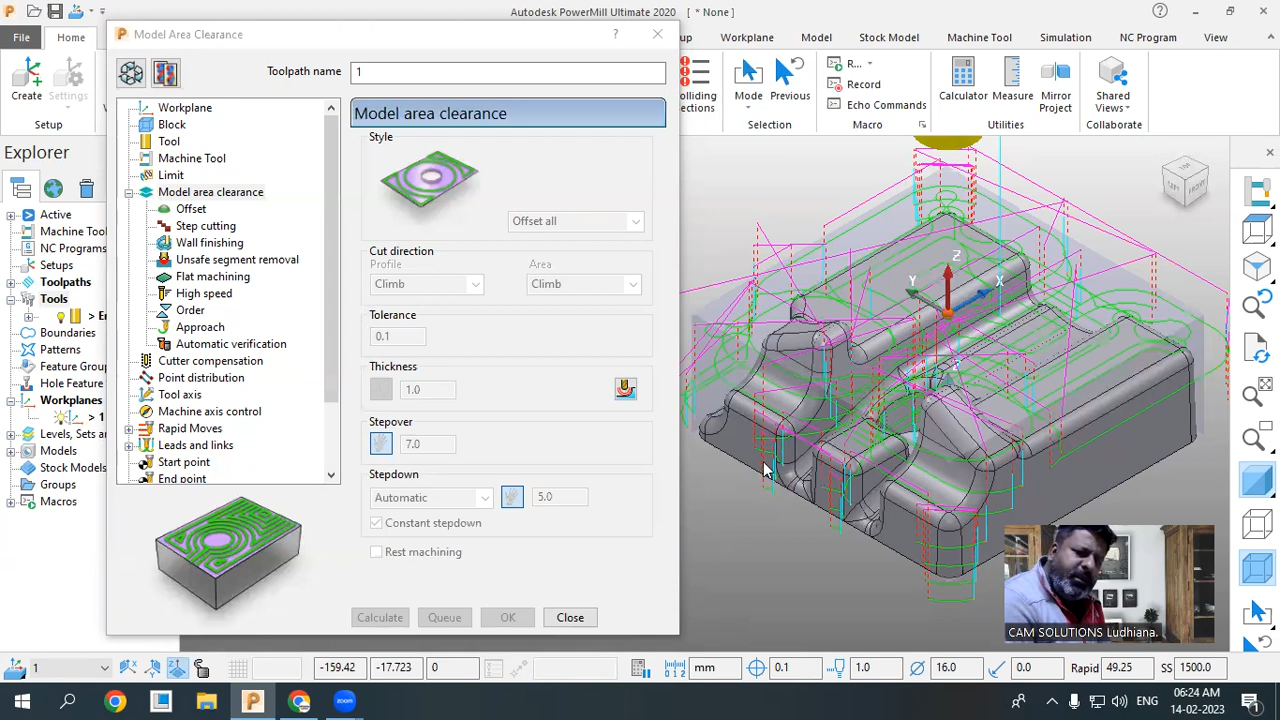 Autodesk PowerMill Ultimate 2020 [ * None ]
Model Area Clearance
File
Home
Workplane
Model
Stock Model
Machine Tool
Simulation
NC Program
View
Create
Settings
Setup
Toolpath name
1
Mode
Previous
Selection
R...
Record
Echo Commands
Macro
Calculator
Measure
Mirror
Project
Utilities
Shared
Views
Collaborate
Explorer
Active
NC Programs
Setups
Toolpaths
Tools
Boundaries
Patterns
Workplanes
1
Models
Stock Models
Groups
Macros
Workplane
Block
Tool
Machine Tool
Limit
Model area clearance
Offset
Step cutting
Wall finishing
Unsafe segment removal
Flat machining
High speed
Order
Approach
Automatic verification
Cutter compensation
Point distribution
Tool axis
Machine axis control
Rapid Moves
Leads and links
Start point
End point
Model area clearance
Style
Offset all
Cut direction
Profile
Area
Climb
Climb
Tolerance
0.1
Thickness
1.0
Stepover
7.0
Stepdown
Automatic
5.0
Constant stepdown
Rest machining
Calculate
Queue
OK
Close
Z
Y
X
TOP
LEFT
FRONT
CAM SOLUTIONS Ludhiana.
1
-159.42
-17.723
0
mm
0.1
1.0
16.0
0.0
Rapid
49.25
SS
1500.0
ENG
06:24 AM
14-02-2023